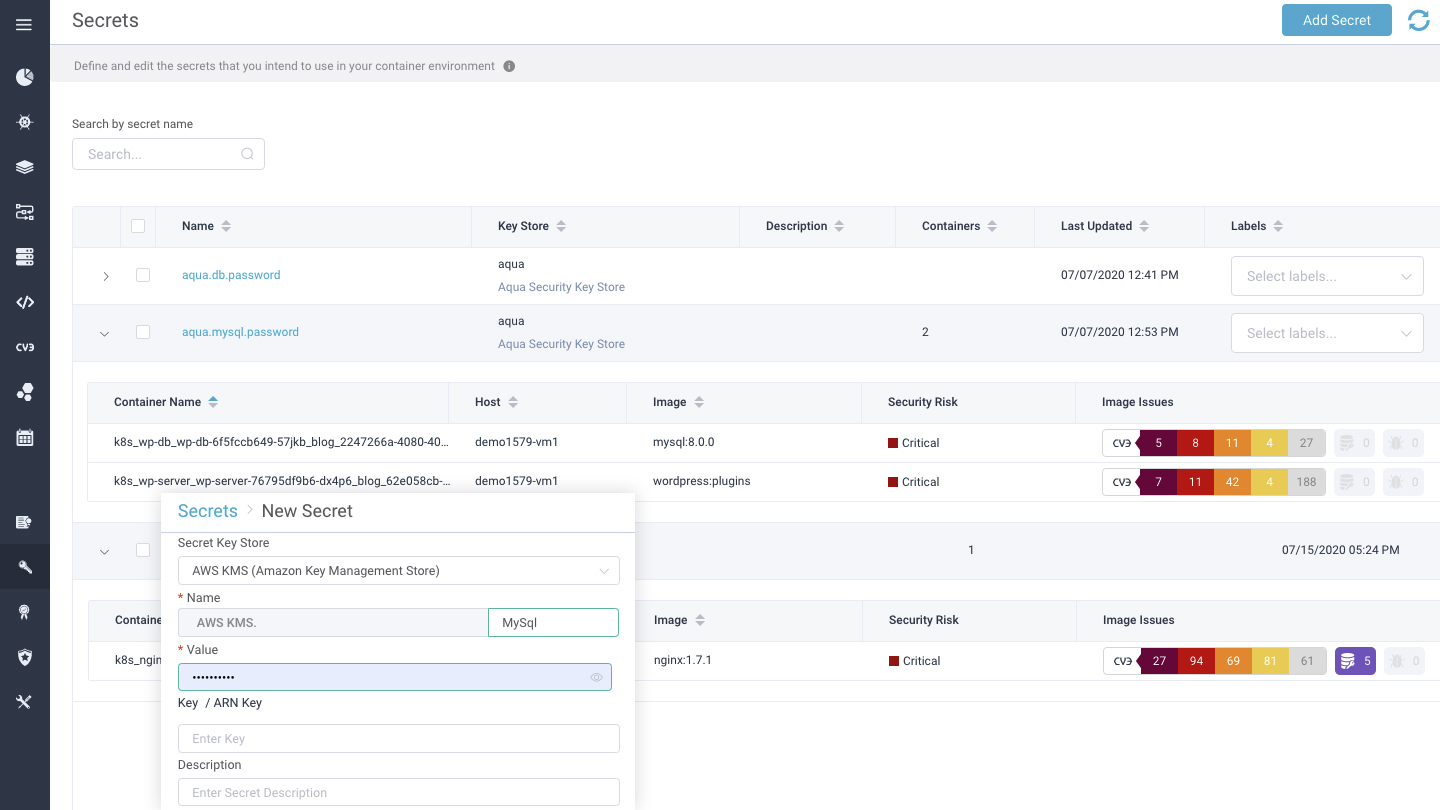 Secrets
Add Secret
Define and edit the secrets that you intend to use in your container environment
Search by secret name
Search...
Name Key Store Description Containers Last Updated Labels
aqua.db.password aqua 07/07/2020 12:41 PM Select labels...
Aqua Security Key Store
aqua.mysql.password aqua 2 07/07/2020 12:53 PM Select labels...
Aqua Security Key Store
Container Name Host Image Security Risk Image Issues
k8s_wp-db_wp-db-6f5fccb649-57jkb_blog_2247266a-4080-40... demo1579-vm1 mysql:8.0.0 Critical CVE 5 8 11 4 27 0 0
k8s_wp-server_wp-server-76795df9b6-dx4p6_blog_62e058cb-... demo1579-vm1 wordpress:plugins Critical CVE 7 11 42 4 188 0 0
1 07/15/2020 05:24 PM
Containe Image Security Risk Image Issues
k8s_ngin nginx:1.7.1 Critical CVE 27 94 69 81 61 5 0
CVE
Secrets > New Secret
Secret Key Store
AWS KMS (Amazon Key Management Store)
* Name
AWS KMS. MySql
* Value
••••••••••
Key / ARN Key
Enter Key
Description
Enter Secret Description